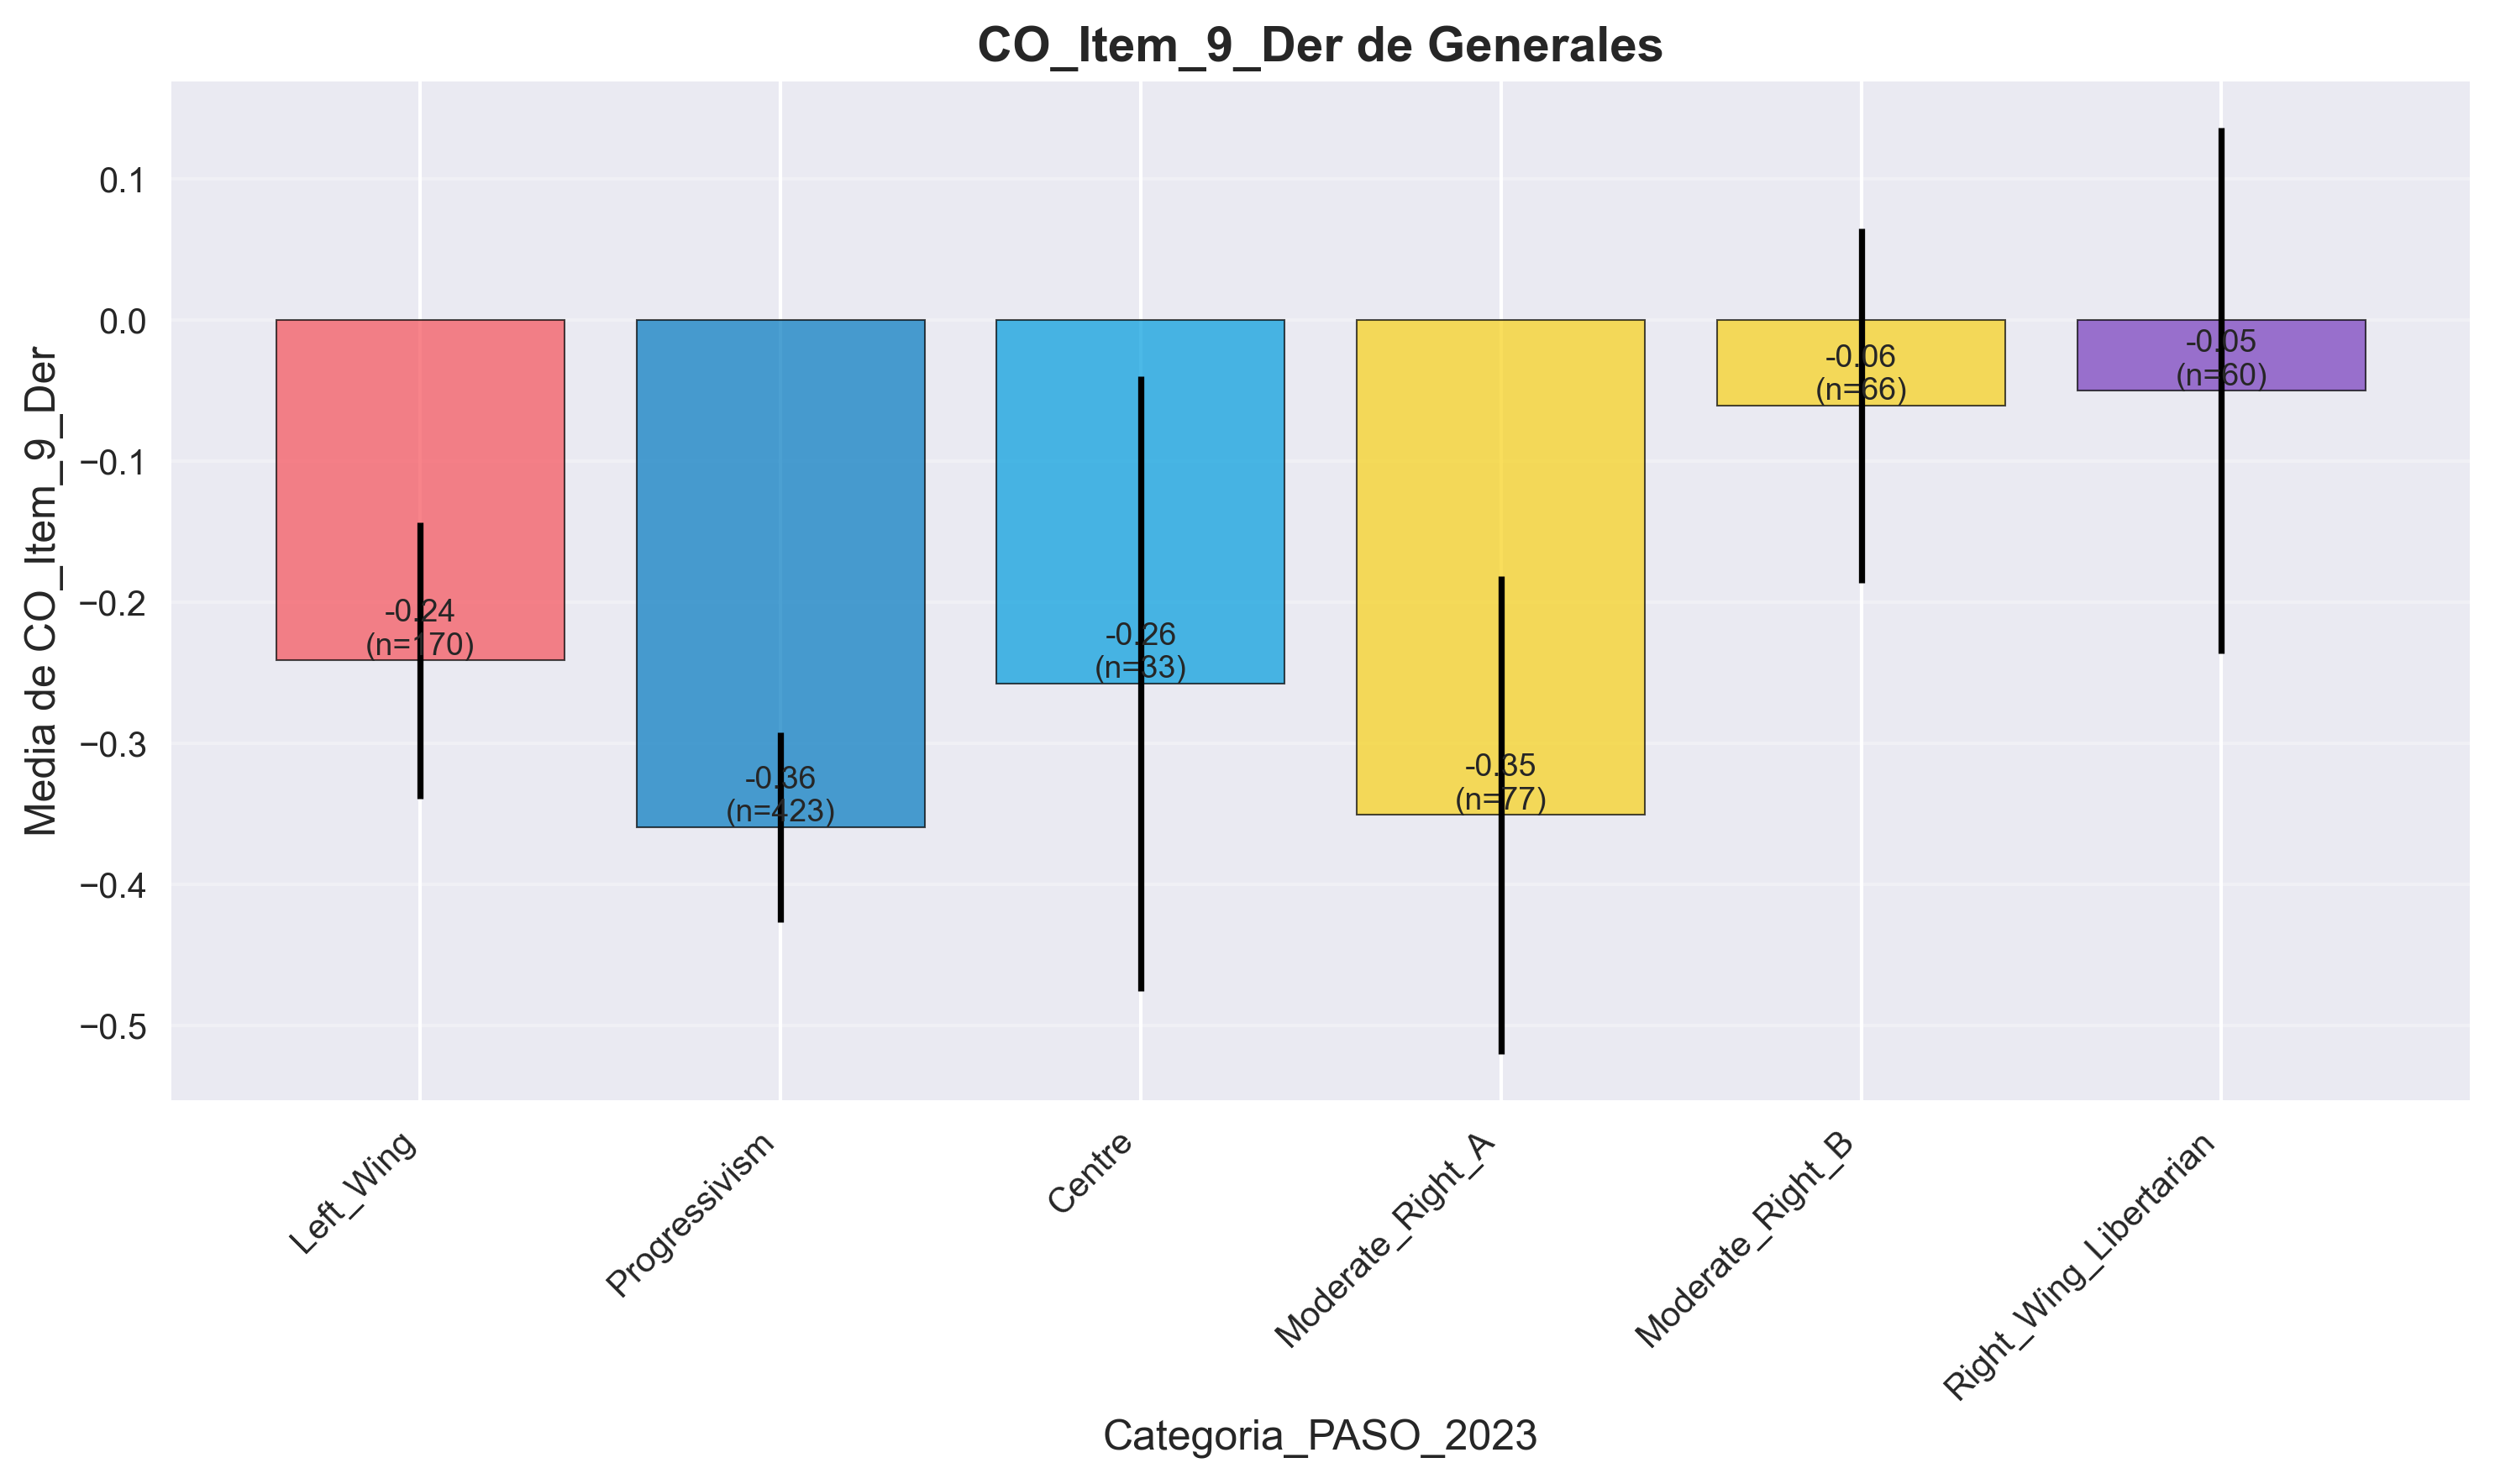 CO_Item_9_Der de Generales
Media de CO_Item_9_Der
0.1
0.0
−0.1
−0.2
−0.3
−0.4
−0.5
-0.24
(n=170)
-0.36
(n=423)
-0.26
(n=33)
-0.35
(n=77)
-0.06
(n=66)
-0.05
(n=60)
Left_Wing
Progressivism
Centre
Moderate_Right_A
Moderate_Right_B
Right_Wing_Libertarian
Categoria_PASO_2023